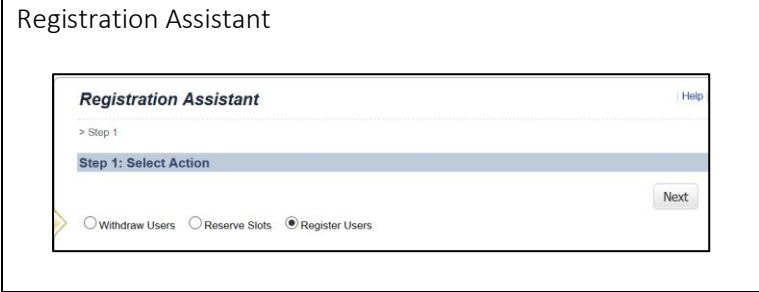 Registration Assistant
Registration Assistant
Help
> Step 1
Step 1: Select Action
Next
Withdraw Users Reserve Slots Register Users